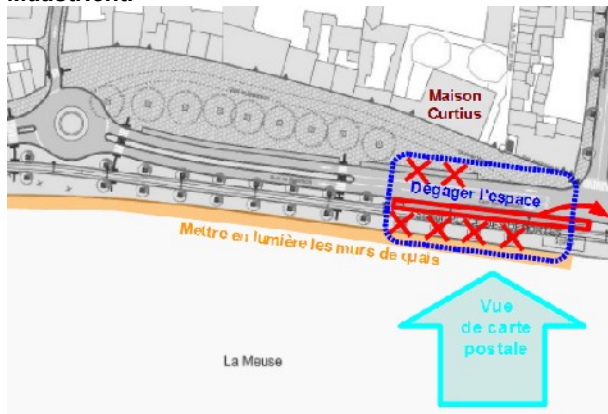 Maison
Curtius
Dégager l'espace
Mettre en lumière les murs de quais
Vue
de carte
postale
La Meuse